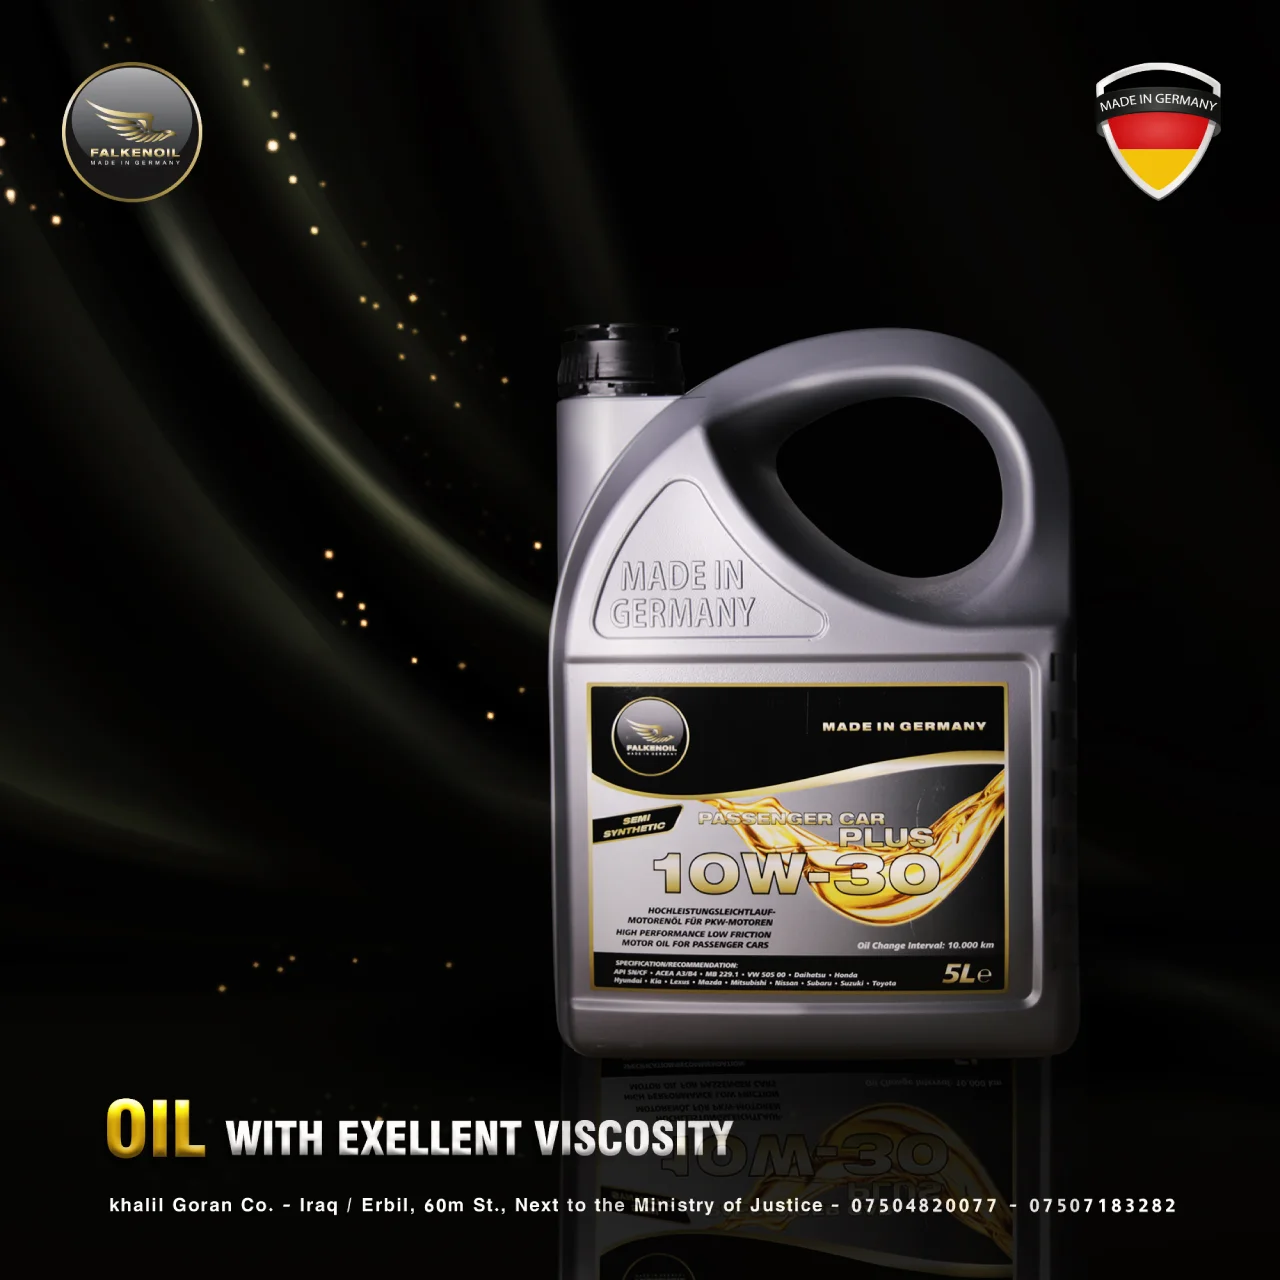 FALKENOIL
MADE IN GERMANY
MADE IN GERMANY
MADE IN
GERMANY
FALKENOIL
MADE IN GERMANY
MADE IN GERMANY
SEMI
SYNTHETIC
PASSENGER CAR
PLUS
10W-30
HOCHLEISTUNGSLEICHTLAUF-
MOTORENÖL FÜR PKW-MOTOREN
HIGH PERFORMANCE LOW FRICTION
MOTOR OIL FOR PASSENGER CARS
Oil Change Interval: 10.000 km
SPECIFICATION/RECOMMENDATION:
API SN/CF • ACEA A3/B4 • MB 229.1 • VW 505 00 • Daihatsu • Honda
Hyundai • Kia • Lexus • Mazda • Mitsubishi • Nissan • Subaru • Suzuki • Toyota
5L℮
OIL WITH EXELLENT VISCOSITY
khalil Goran Co. - Iraq / Erbil, 60m St., Next to the Ministry of Justice - 07504820077 - 07507183282